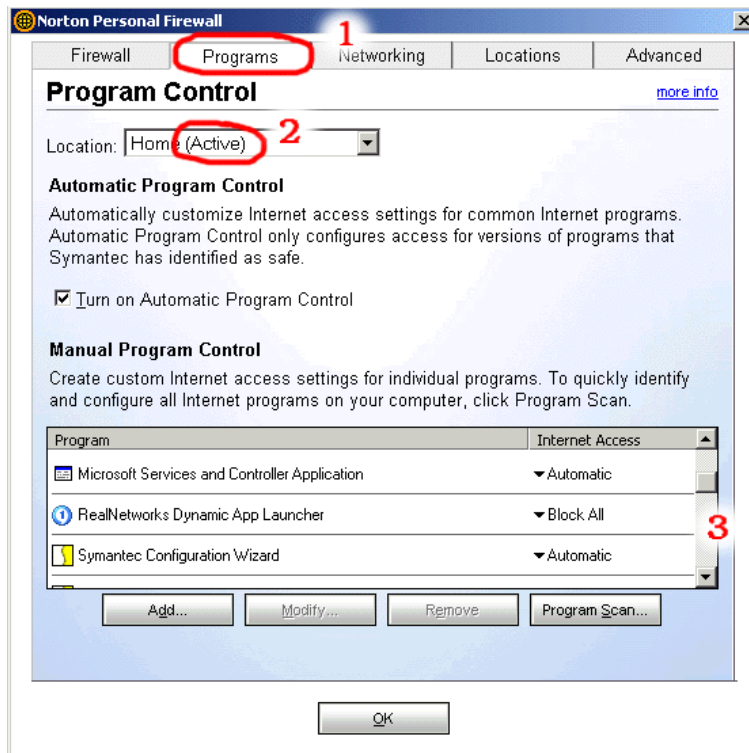 Norton Personal Firewall
1
Firewall Programs Networking Locations Advanced
Program Control more info
Location: Home (Active) 2
Automatic Program Control
Automatically customize Internet access settings for common Internet programs.
Automatic Program Control only configures access for versions of programs that
Symantec has identified as safe.
Turn on Automatic Program Control
Manual Program Control
Create custom Internet access settings for individual programs. To quickly identify
and configure all Internet programs on your computer, click Program Scan.
Program Internet Access
Microsoft Services and Controller Application Automatic
1 RealNetworks Dynamic App Launcher Block All
3
Symantec Configuration Wizard Automatic
Add... Modify... Remove Program Scan...
OK